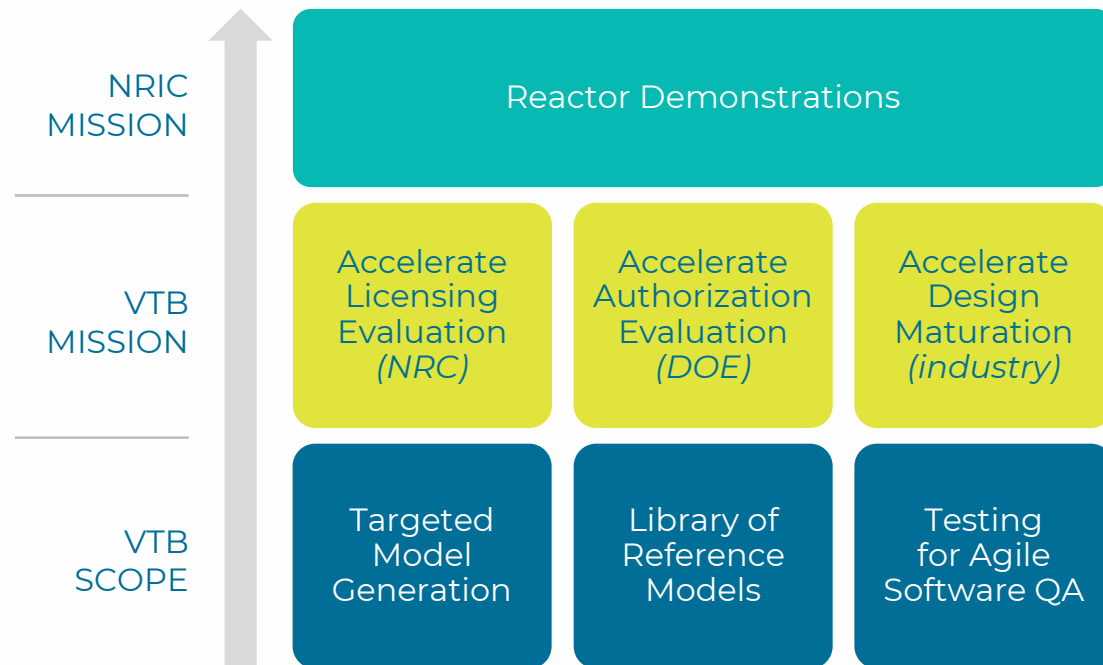 NRIC
MISSION
Reactor Demonstrations
VTB
MISSION
Accelerate
Licensing
Evaluation
(NRC)
Accelerate
Authorization
Evaluation
(DOE)
Accelerate
Design
Maturation
(industry)
VTB
SCOPE
Targeted
Model
Generation
Library of
Reference
Models
Testing
for Agile
Software QA